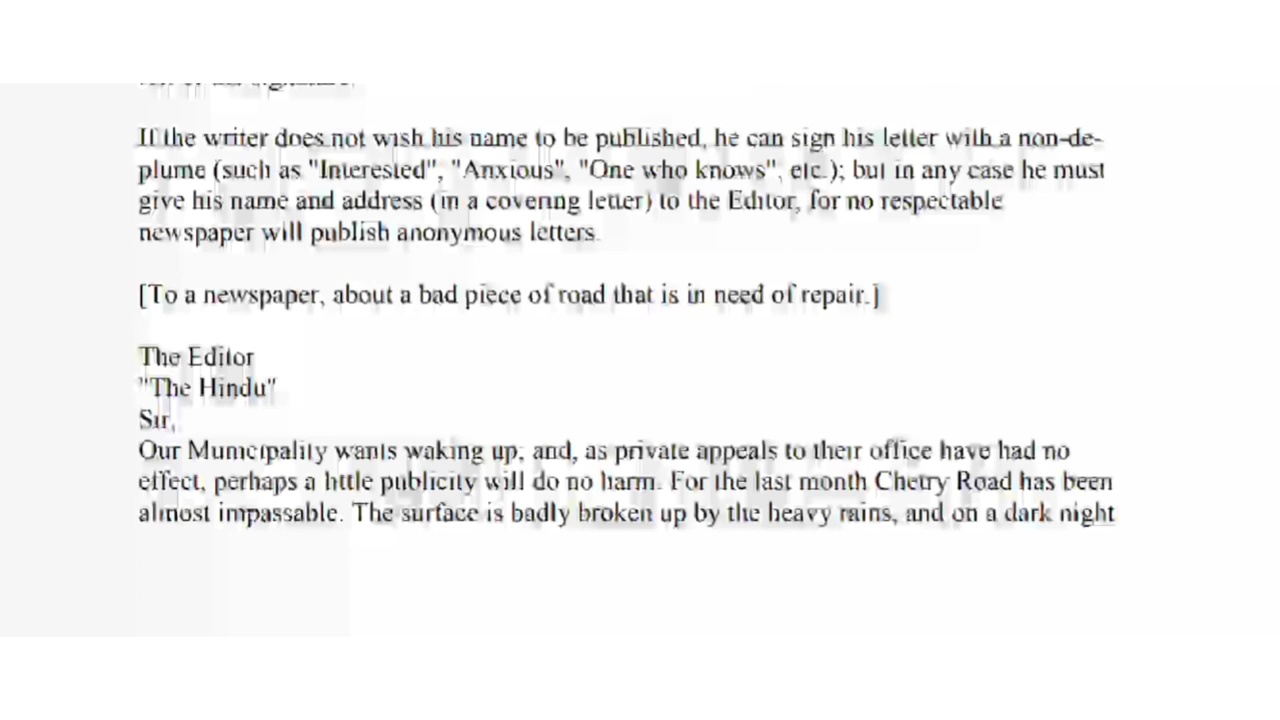 If the writer does not wish his name to be published, he can sign his letter with a non-de-
plume (such as "Interested", "Anxious", "One who knows", etc.); but in any case he must
give his name and address (in a covering letter) to the Editor, for no respectable
newspaper will publish anonymous letters.
[To a newspaper, about a bad piece of road that is in need of repair.]
The Editor
"The Hindu"
Sir,
Our Municipality wants waking up; and, as private appeals to their office have had no
effect, perhaps a little publicity will do no harm. For the last month Chetry Road has been
almost impassable. The surface is badly broken up by the heavy rains, and on a dark night